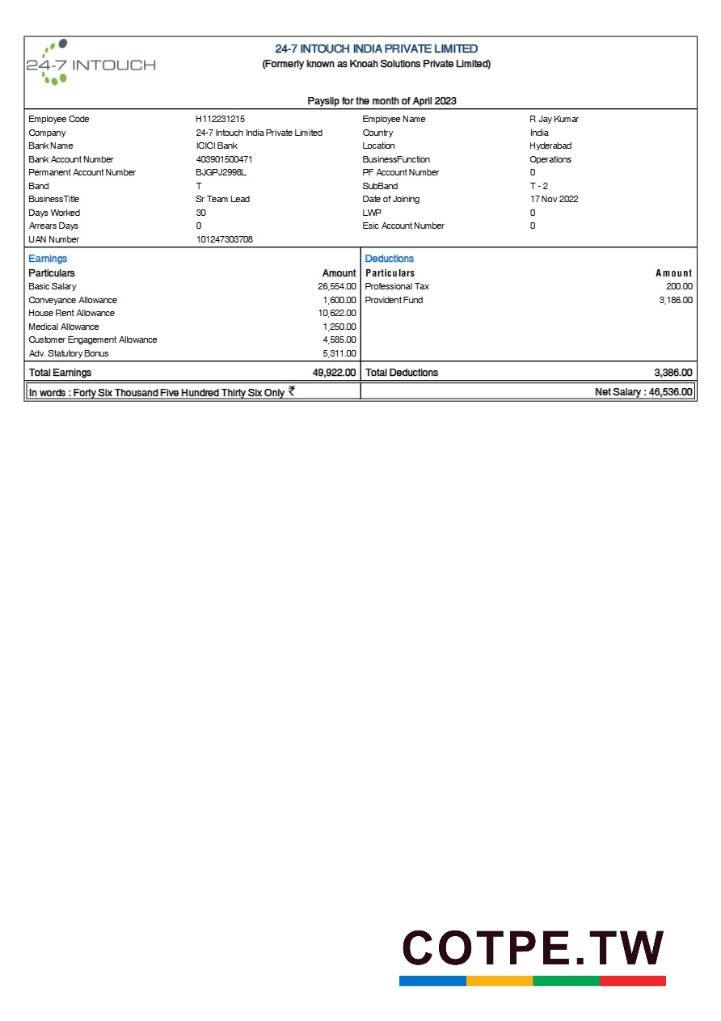 24-7 INTOUCH
24-7 INTOUCH INDIA PRIVATE LIMITED
(Formerly known as Knoah Solutions Private Limited)
Payslip for the month of April 2023
Employee Code H112231215 Employee Name R Jay Kumar
Company 24-7 Intouch India Private Limited Country India
Bank Name ICICI Bank Location Hyderabad
Bank Account Number 403901500471 BusinessFunction Operations
Permanent Account Number BJGPJ2998L PF Account Number 0
Band T SubBand T - 2
BusinessTitle Sr Team Lead Date of Joining 17 Nov 2022
Days Worked 30 LWP 0
Arrears Days 0 Esic Account Number 0
UAN Number 101247303708
Earnings Deductions
Particulars Amount Particulars Amount
Basic Salary 26,554.00 Professional Tax 200.00
Conveyance Allowance 1,600.00 Provident Fund 3,186.00
House Rent Allowance 10,622.00
Medical Allowance 1,250.00
Customer Engagement Allowance 4,585.00
Adv. Statutory Bonus 5,311.00
Total Earnings 49,922.00 Total Deductions 3,386.00
In words : Forty Six Thousand Five Hundred Thirty Six Only ₹ Net Salary : 46,536.00
COTPE.TW